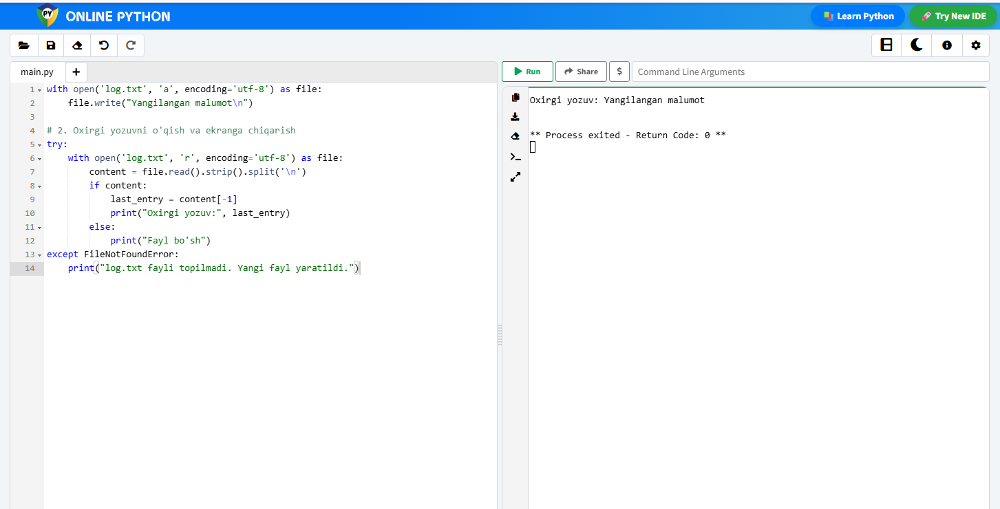 PY ONLINE PYTHON
Learn Python
Try New IDE
main.py
+
Run
Share
$
Command Line Arguments
1 with open('log.txt', 'a', encoding='utf-8') as file:
2     file.write("Yangilangan malumot\n")
3
4 # 2. Oxirgi yozuvni o'qish va ekranga chiqarish
5 try:
6     with open('log.txt', 'r', encoding='utf-8') as file:
7         content = file.read().strip().split('\n')
8         if content:
9             last_entry = content[-1]
10             print("Oxirgi yozuv:", last_entry)
11         else:
12             print("Fayl bo'sh")
13 except FileNotFoundError:
14     print("log.txt fayli topilmadi. Yangi fayl yaratildi.")
Oxirgi yozuv: Yangilangan malumot
** Process exited - Return Code: 0 **